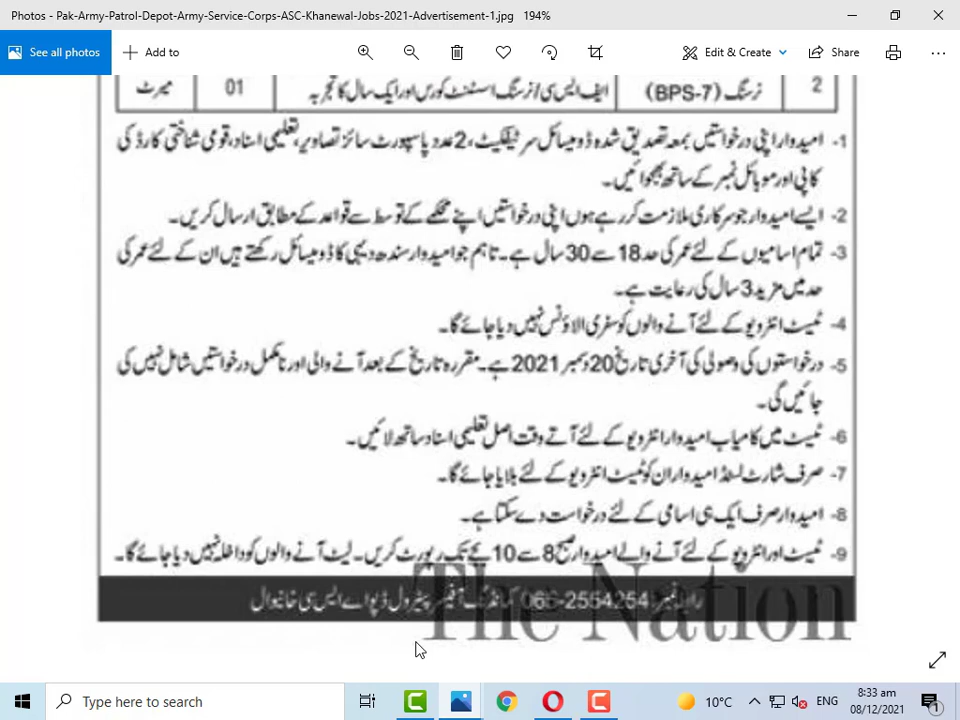 Photos - Pak-Army-Patrol-Depot-Army-Service-Corps-ASC-Khanewal-Jobs-2021-Advertisement-1.jpg 194%
See all photos Add to Edit & Create Share
2 نرسنگ (BPS-7) ایف ایس سی/نرسنگ اسسٹنٹ کورس اور ایک سال کا تجربہ 01 میرٹ
1- امیدوار اپنی درخواستیں بمعہ تصدیق شدہ ڈومیسائل سرٹیفکیٹ، 2 عدد پاسپورٹ سائز تصاویر، تعلیمی اسناد، قومی شناختی کارڈ کی
کاپی اور موبائل نمبر کے ساتھ بھجوائیں۔
2- ایسے امیدوار جو سرکاری ملازمت کر رہے ہوں اپنی درخواستیں اپنے محکمے کے توسط سے قواعد کے مطابق ارسال کریں۔
3- تمام اسامیوں کے لئے عمر کی حد 18 سے 30 سال ہے۔ تاہم جو امیدوار سندھ دیہی کا ڈومیسائل رکھتے ہیں ان کے لئے عمر کی
حد میں مزید 3 سال کی رعایت ہے۔
4- ٹیسٹ انٹرویو کے لئے آنے والوں کو سفری الاؤنس نہیں دیا جائے گا۔
5- درخواستوں کی وصولی کی آخری تاریخ 20 دسمبر 2021 ہے۔ مقررہ تاریخ کے بعد آنے والی اور نامکمل درخواستیں شامل نہیں کی
جائیں گی۔
6- ٹیسٹ میں کامیاب امیدوار انٹرویو کے لئے آتے وقت اصل تعلیمی اسناد ساتھ لائیں۔
7- صرف شارٹ لسٹڈ امیدواران کو ٹیسٹ انٹرویو کے لئے بلایا جائے گا۔
8- امیدوار صرف ایک ہی اسامی کے لئے درخواست دے سکتا ہے۔
9- ٹیسٹ اور انٹرویو کے لئے آنے والے امیدوار صبح 8 سے 10 بجے تک رپورٹ کریں۔ لیٹ آنے والوں کو داخلہ نہیں دیا جائے گا۔
رابطہ نمبر: 066-2554254 کمانڈنگ آفیسر پیٹرول ڈپو اے ایس سی خانیوال
The Nation
Type here to search 10°C ENG 8:33 am
08/12/2021 1